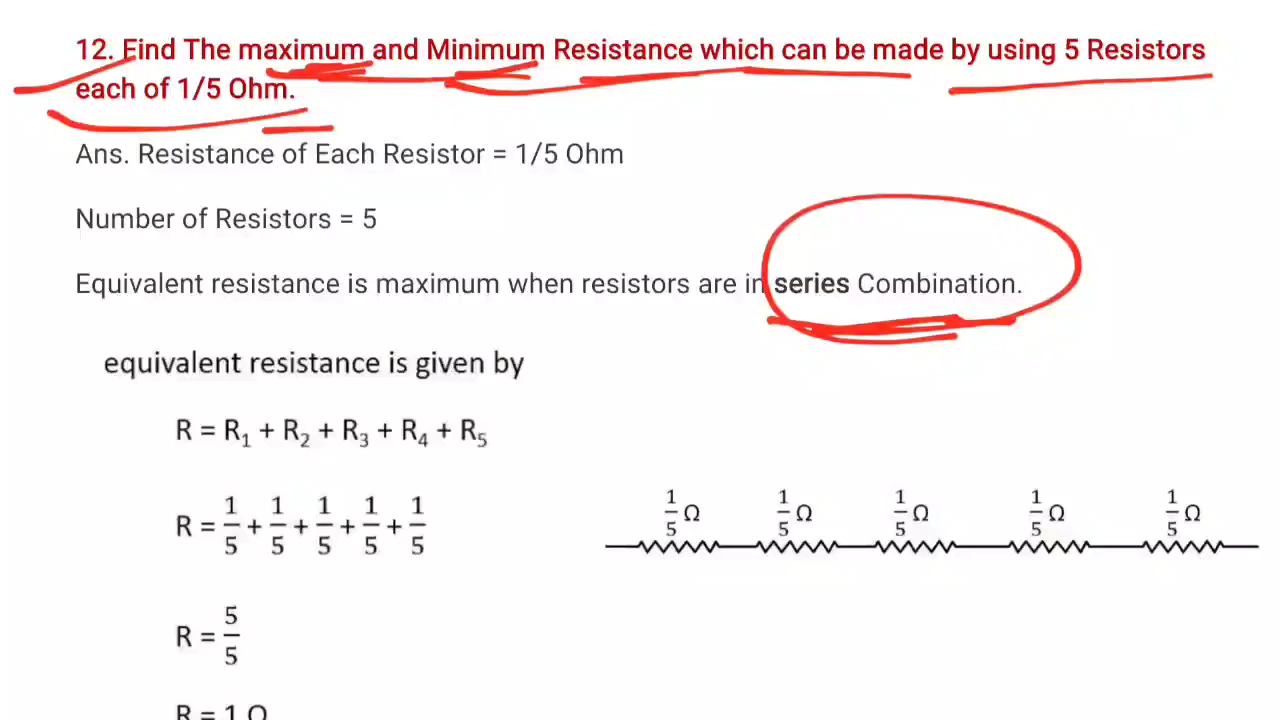 12. Find The maximum and Minimum Resistance which can be made by using 5 Resistors
each of 1/5 Ohm.
Ans. Resistance of Each Resistor = 1/5 Ohm
Number of Resistors = 5
Equivalent resistance is maximum when resistors are in series Combination.
equivalent resistance is given by
R = R₁ + R₂ + R₃ + R₄ + R₅
R = 1/5 + 1/5 + 1/5 + 1/5 + 1/5
1/5 Ω 1/5 Ω 1/5 Ω 1/5 Ω 1/5 Ω
R = 5/5
R = 1 Ω